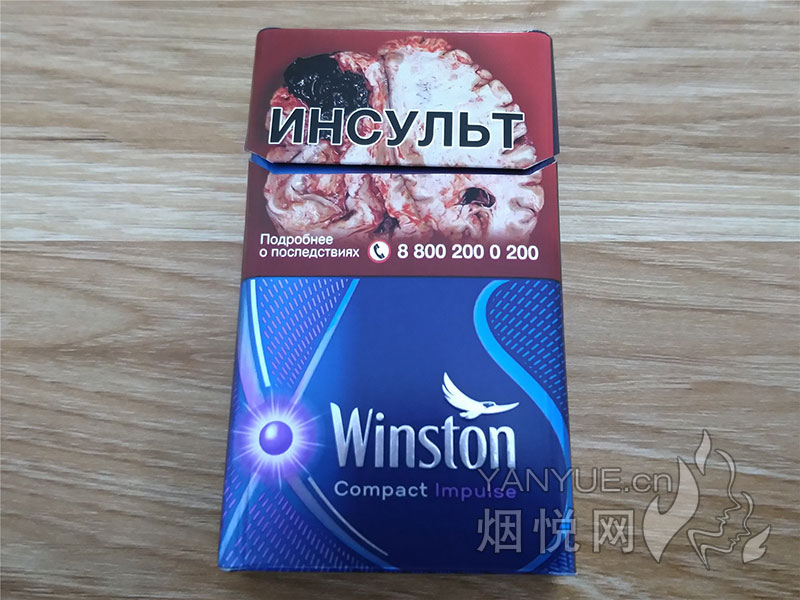 ИНСУЛЬТ
Подробнее
о последствиях 8 800 200 0 200
Winston
Compact Impulse
YANYUE.cn
烟悦网